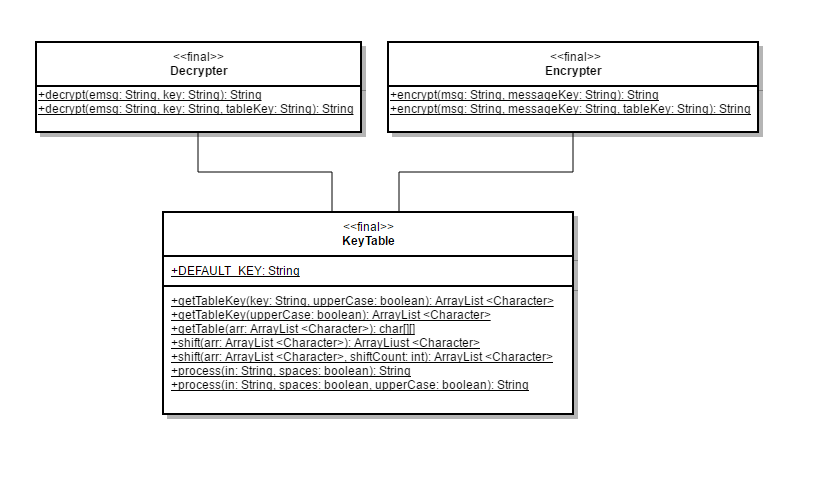 <<final>>
Decrypter
+decrypt(emsg: String, key: String): String
+decrypt(emsg: String, key: String, tableKey: String): String
<<final>>
Encrypter
+encrypt(msg: String, messageKey: String): String
+encrypt(msg: String, messageKey: String, tableKey: String): String
<<final>>
KeyTable
+DEFAULT_KEY: String
+getTableKey(key: String, upperCase: boolean): ArrayList <Character>
+getTableKey(upperCase: boolean): ArrayList <Character>
+getTable(arr: ArrayList <Character>): char[][]
+shift(arr: ArrayList <Character>): ArrayLiust <Character>
+shift(arr: ArrayList <Character>, shiftCount: int): ArrayList <Character>
+process(in: String, spaces: boolean): String
+process(in: String, spaces: boolean, upperCase: boolean): String